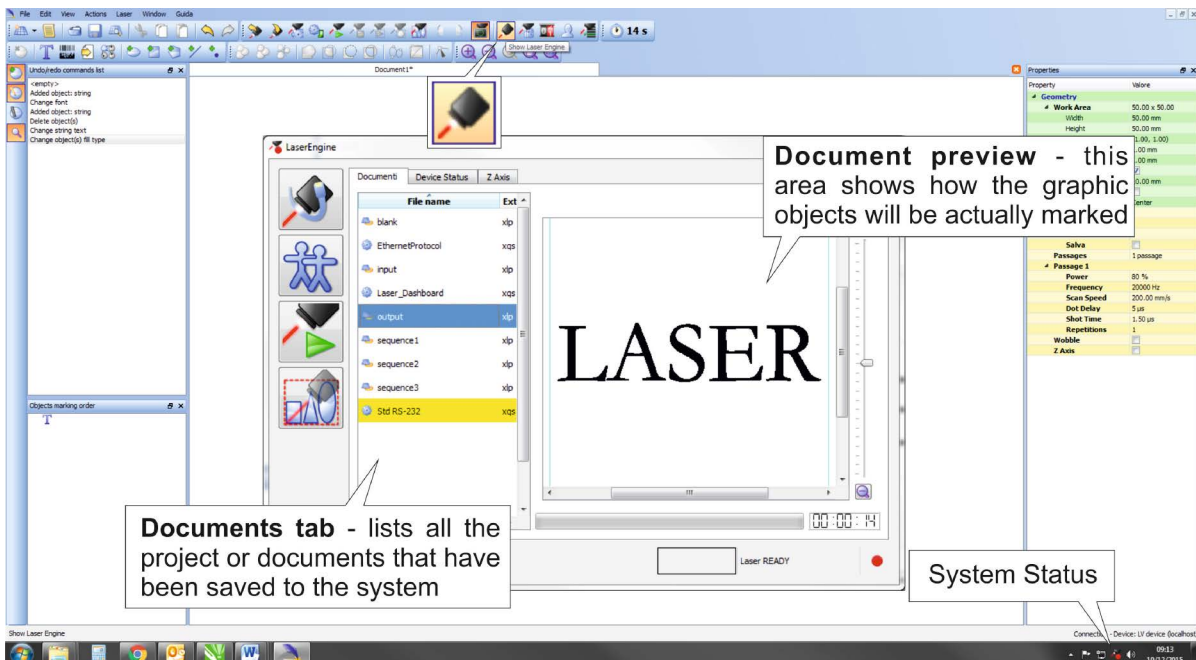 File Edit View Actions Laser Window Guide
14 s
Show Laser Engine
Undo/redo commands list
<empty>
Added object: string
Change font
Added object: string
Delete object(s)
Change string text
Change object(s) fill type
Objects marking order
T
Document1*
LaserEngine
Documenti Device Status Z Axis
File name Ext
blank xlp
EthernetProtocol xqs
input xlp
Laser_Dashboard xqs
output xlp
sequence1 xlp
sequence2 xlp
sequence3 xlp
Std RS-232 xqs
LASER
00:00:14
Laser READY
Document preview - this
area shows how the graphic
objects will be actually marked
Documents tab - lists all the
project or documents that have
been saved to the system
System Status
Properties
Property Valore
Geometry
Work Area 50.00 x 50.00
Width 50.00 mm
Height 50.00 mm
Salva
Passages 1 passage
Passage 1
Power 80 %
Frequency 20000 Hz
Scan Speed 200.00 mm/s
Dot Delay 5 µs
Shot Time 1.50 µs
Repetitions 1
Wobble
Z Axis
Show Laser Engine
Device: LV device (localhost
09:13